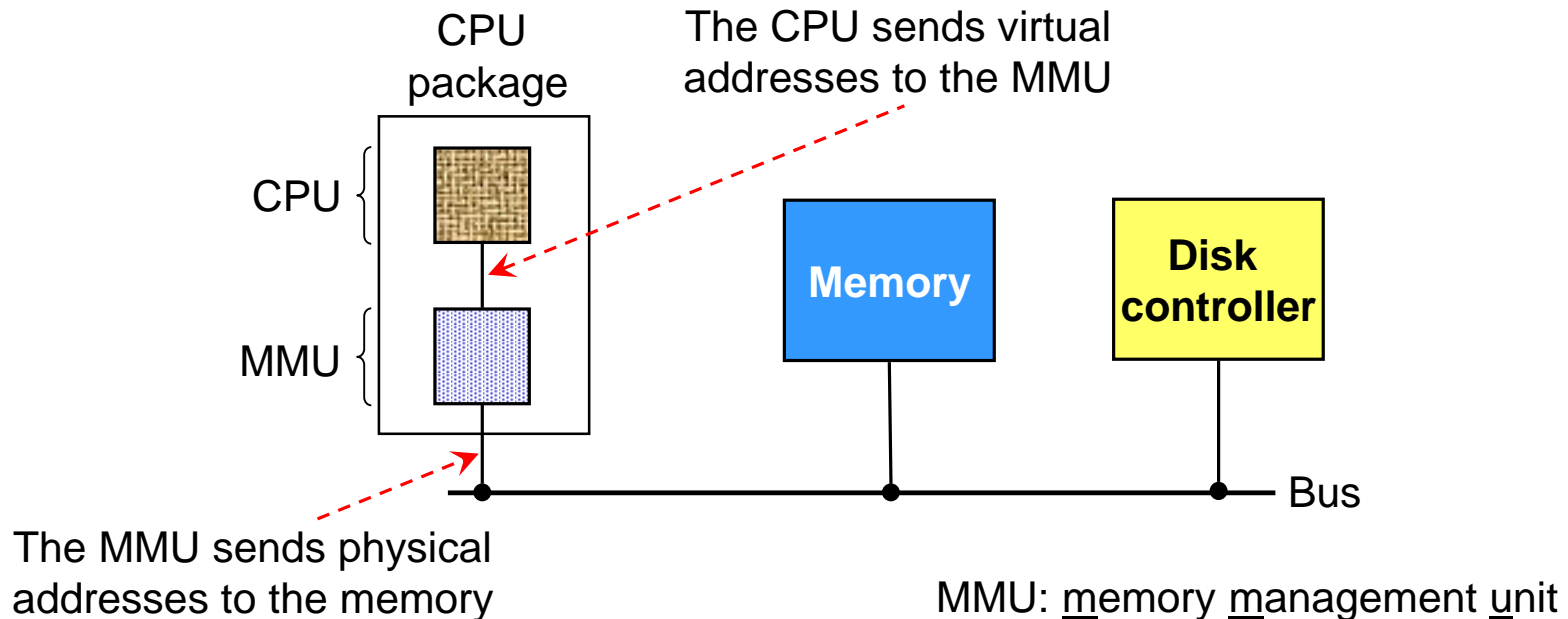 CPU
package
The CPU sends virtual
addresses to the MMU
CPU
MMU
Memory
Disk
controller
Bus
The MMU sends physical
addresses to the memory
MMU: memory management unit